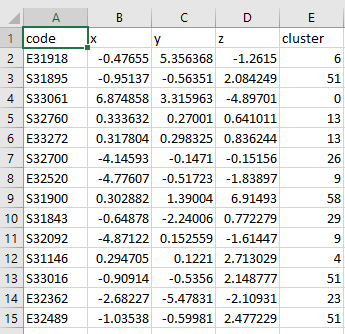 A B C D E
1 code x y z cluster
2 E31918 -0.47655 5.356368 -1.2615 6
3 S31895 -0.95137 -0.56351 2.084249 51
4 S33061 6.874858 3.315963 -4.89701 0
5 S32760 0.333632 0.27001 0.641011 13
6 E33272 0.317804 0.298325 0.836244 13
7 S32700 -4.14593 -0.1471 -0.15156 26
8 E32520 -4.77607 -0.51723 -1.83897 9
9 S31900 0.302882 1.39004 6.91493 58
10 S31843 -0.64878 -2.24006 0.772279 29
11 S32092 -4.87122 0.152559 -1.61447 9
12 S31146 0.294705 0.1221 2.713029 4
13 S33016 -0.90914 -0.5356 2.148777 51
14 E32362 -2.68227 -5.47831 -2.10931 23
15 E32489 -1.03538 -0.59981 2.477229 51